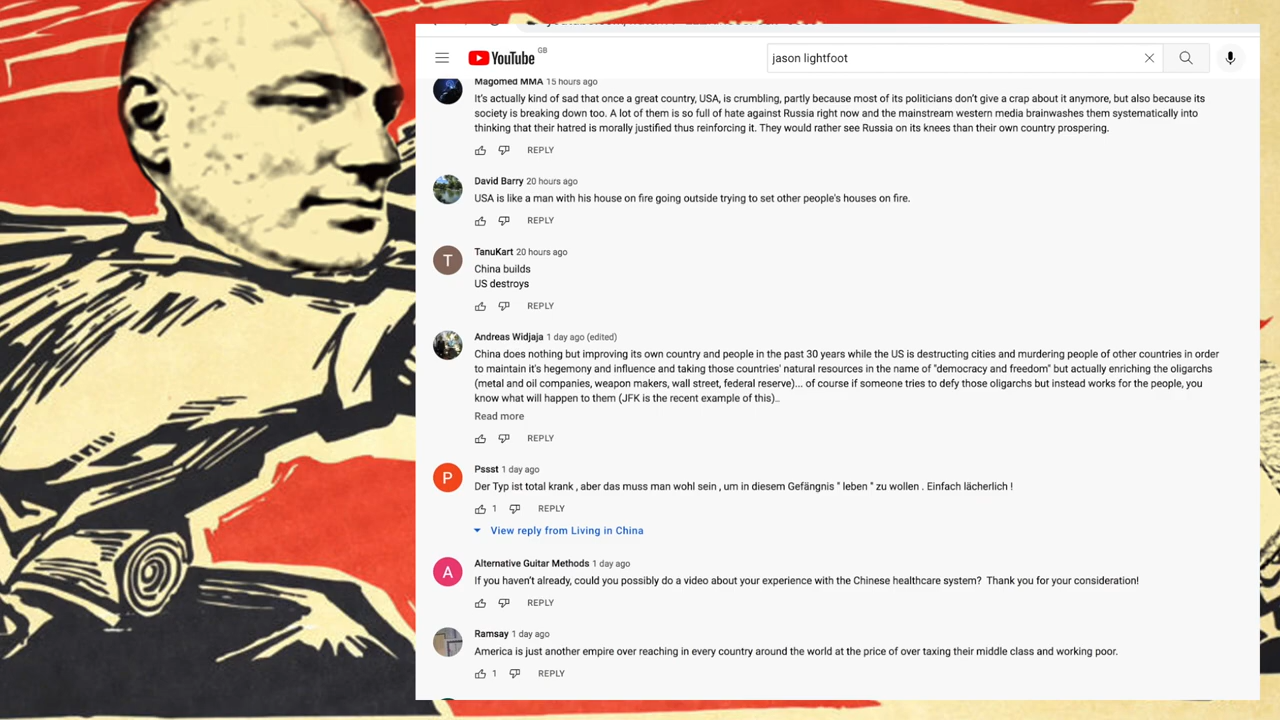 YouTube GB
jason lightfoot
Magomed MMA 15 hours ago
It's actually kind of sad that once a great country, USA, is crumbling, partly because most of its politicians don't give a crap about it anymore, but also because its
society is breaking down too. A lot of them is so full of hate against Russia right now and the mainstream western media brainwashes them systematically into
thinking that their hatred is morally justified thus reinforcing it. They would rather see Russia on its knees than their own country prospering.
REPLY
David Barry 20 hours ago
USA is like a man with his house on fire going outside trying to set other people's houses on fire.
REPLY
T
TanuKart 20 hours ago
China builds
US destroys
REPLY
Andreas Widjaja 1 day ago (edited)
China does nothing but improving its own country and people in the past 30 years while the US is destructing cities and murdering people of other countries in order
to maintain it's hegemony and influence and taking those countries' natural resources in the name of "democracy and freedom" but actually enriching the oligarchs
(metal and oil companies, weapon makers, wall street, federal reserve)... of course if someone tries to defy those oligarchs but instead works for the people, you
know what will happen to them (JFK is the recent example of this)..
Read more
REPLY
P
Pssst 1 day ago
Der Typ ist total krank , aber das muss man wohl sein , um in diesem Gefängnis " leben " zu wollen . Einfach lächerlich !
1 REPLY
View reply from Living in China
A
Alternative Guitar Methods 1 day ago
If you haven't already, could you possibly do a video about your experience with the Chinese healthcare system? Thank you for your consideration!
REPLY
Ramsay 1 day ago
America is just another empire over reaching in every country around the world at the price of over taxing their middle class and working poor.
1 REPLY